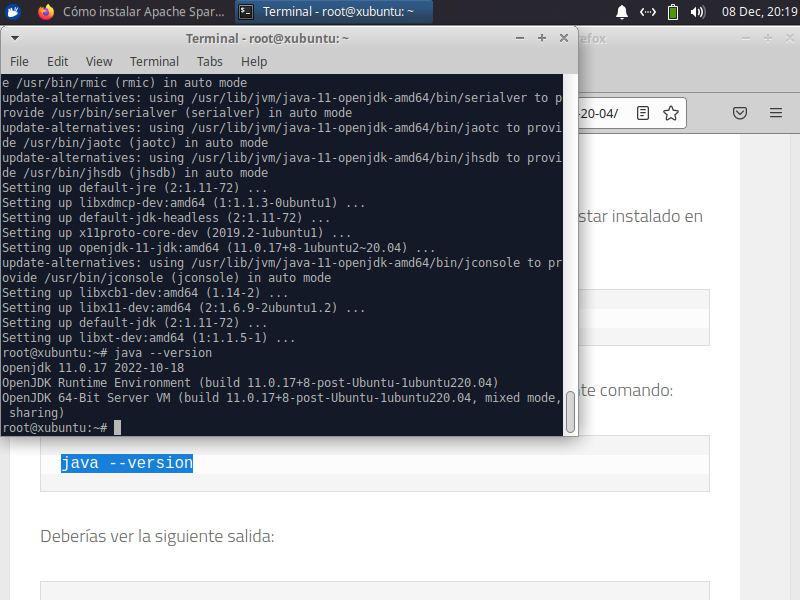 Cómo instalar Apache Spar...
Terminal - root@xubuntu: ~
08 Dec, 20:19
Terminal - root@xubuntu: ~
File Edit View Terminal Tabs Help
e /usr/bin/rmic (rmic) in auto mode
update-alternatives: using /usr/lib/jvm/java-11-openjdk-amd64/bin/serialver to p
rovide /usr/bin/serialver (serialver) in auto mode
update-alternatives: using /usr/lib/jvm/java-11-openjdk-amd64/bin/jaotc to provi
de /usr/bin/jaotc (jaotc) in auto mode
update-alternatives: using /usr/lib/jvm/java-11-openjdk-amd64/bin/jhsdb to provi
de /usr/bin/jhsdb (jhsdb) in auto mode
Setting up default-jre (2:1.11-72) ...
Setting up libxdmcp-dev:amd64 (1:1.1.3-0ubuntu1) ...
Setting up default-jdk-headless (2:1.11-72) ...
Setting up x11proto-core-dev (2019.2-1ubuntu1) ...
Setting up openjdk-11-jdk:amd64 (11.0.17+8-1ubuntu2~20.04) ...
update-alternatives: using /usr/lib/jvm/java-11-openjdk-amd64/bin/jconsole to pr
ovide /usr/bin/jconsole (jconsole) in auto mode
Setting up libxcb1-dev:amd64 (1.14-2) ...
Setting up libx11-dev:amd64 (2:1.6.9-2ubuntu1.2) ...
Setting up default-jdk (2:1.11-72) ...
Setting up libxt-dev:amd64 (1:1.1.5-1) ...
root@xubuntu:~# java --version
openjdk 11.0.17 2022-10-18
OpenJDK Runtime Environment (build 11.0.17+8-post-Ubuntu-1ubuntu220.04)
OpenJDK 64-Bit Server VM (build 11.0.17+8-post-Ubuntu-1ubuntu220.04, mixed mode,
sharing)
root@xubuntu:~#
efox
-20-04/
star instalado en
te comando:
java --version
Deberías ver la siguiente salida: